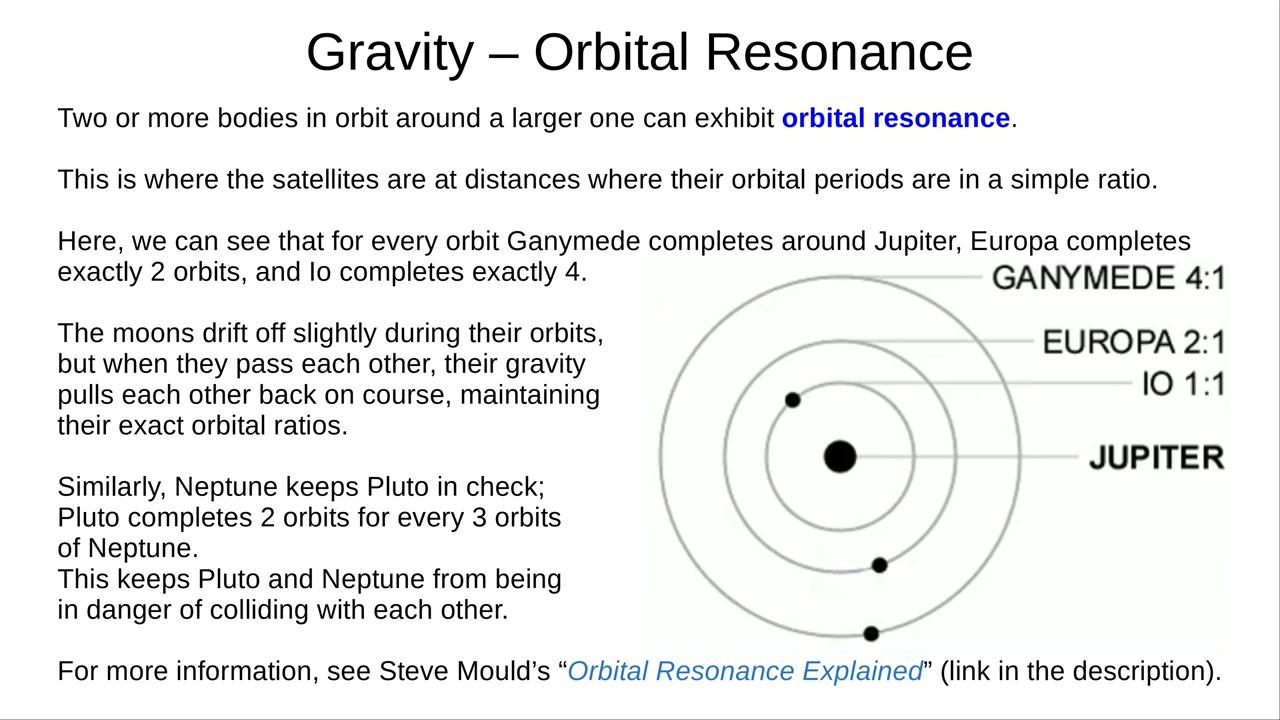 Gravity – Orbital Resonance
Two or more bodies in orbit around a larger one can exhibit orbital resonance.
This is where the satellites are at distances where their orbital periods are in a simple ratio.
Here, we can see that for every orbit Ganymede completes around Jupiter, Europa completes
exactly 2 orbits, and Io completes exactly 4.
The moons drift off slightly during their orbits,
but when they pass each other, their gravity
pulls each other back on course, maintaining
their exact orbital ratios.
Similarly, Neptune keeps Pluto in check;
Pluto completes 2 orbits for every 3 orbits
of Neptune.
This keeps Pluto and Neptune from being
in danger of colliding with each other.
GANYMEDE 4:1
EUROPA 2:1
IO 1:1
JUPITER
For more information, see Steve Mould’s “Orbital Resonance Explained” (link in the description).